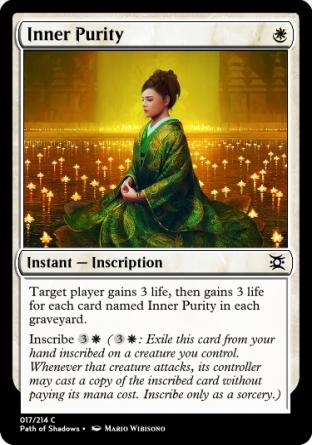 Inner Purity
Instant — Inscription
Target player gains 3 life, then gains 3 life
for each card named Inner Purity in each
graveyard.
Inscribe 3 ( 3 : Exile this card from your
hand inscribed on a creature you control.
Whenever that creature attacks, its controller
may cast a copy of the inscribed card without
paying its mana cost. Inscribe only as a sorcery.)
017/214 C
Path of Shadows • Mario Wibisono